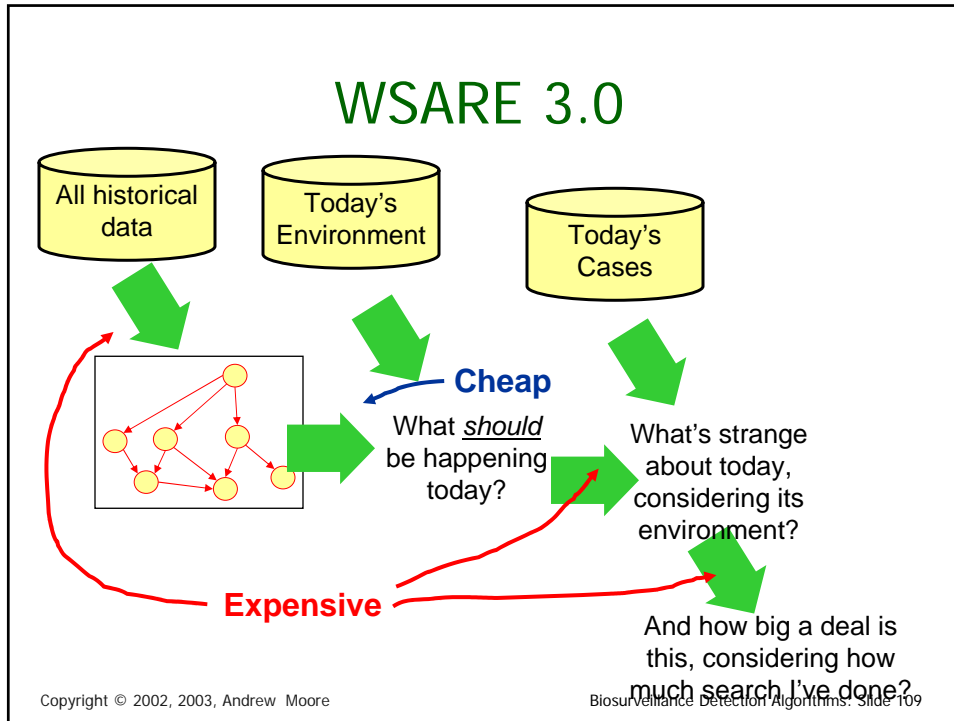 WSARE 3.0
All historical
data
Today's
Environment
Today's
Cases
Cheap
What should
be happening
today?
What's strange
about today,
considering its
environment?
Expensive
And how big a deal is
this, considering how
much search I've done?
Copyright © 2002, 2003, Andrew Moore
Biosurveillance Detection Algorithms: Slide 109